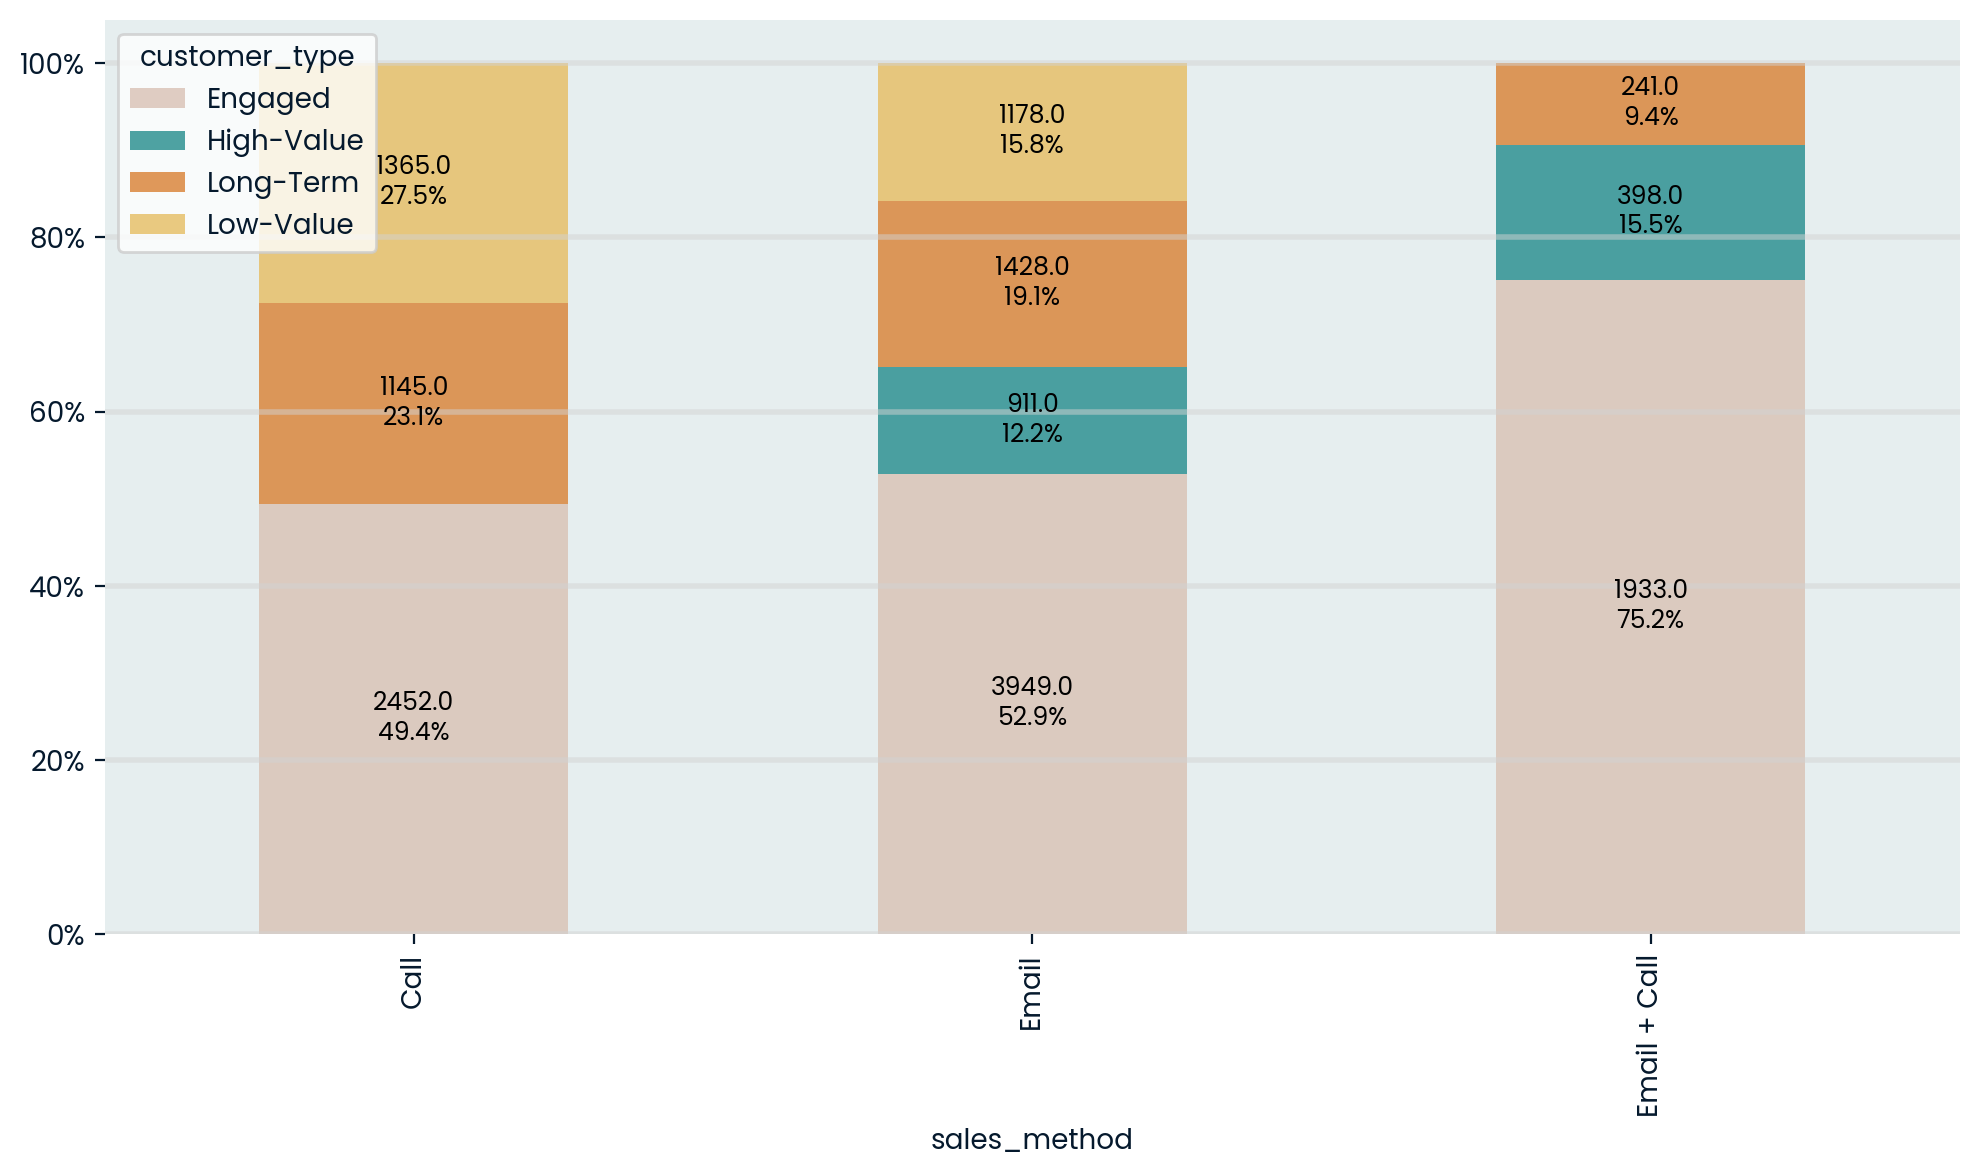 customer_type
Engaged
High-Value
Long-Term
Low-Value
100%
80%
60%
40%
20%
0%
1365.0
27.5%
1145.0
23.1%
2452.0
49.4%
1178.0
15.8%
1428.0
19.1%
911.0
12.2%
3949.0
52.9%
241.0
9.4%
398.0
15.5%
1933.0
75.2%
Call
Email
Email + Call
sales_method